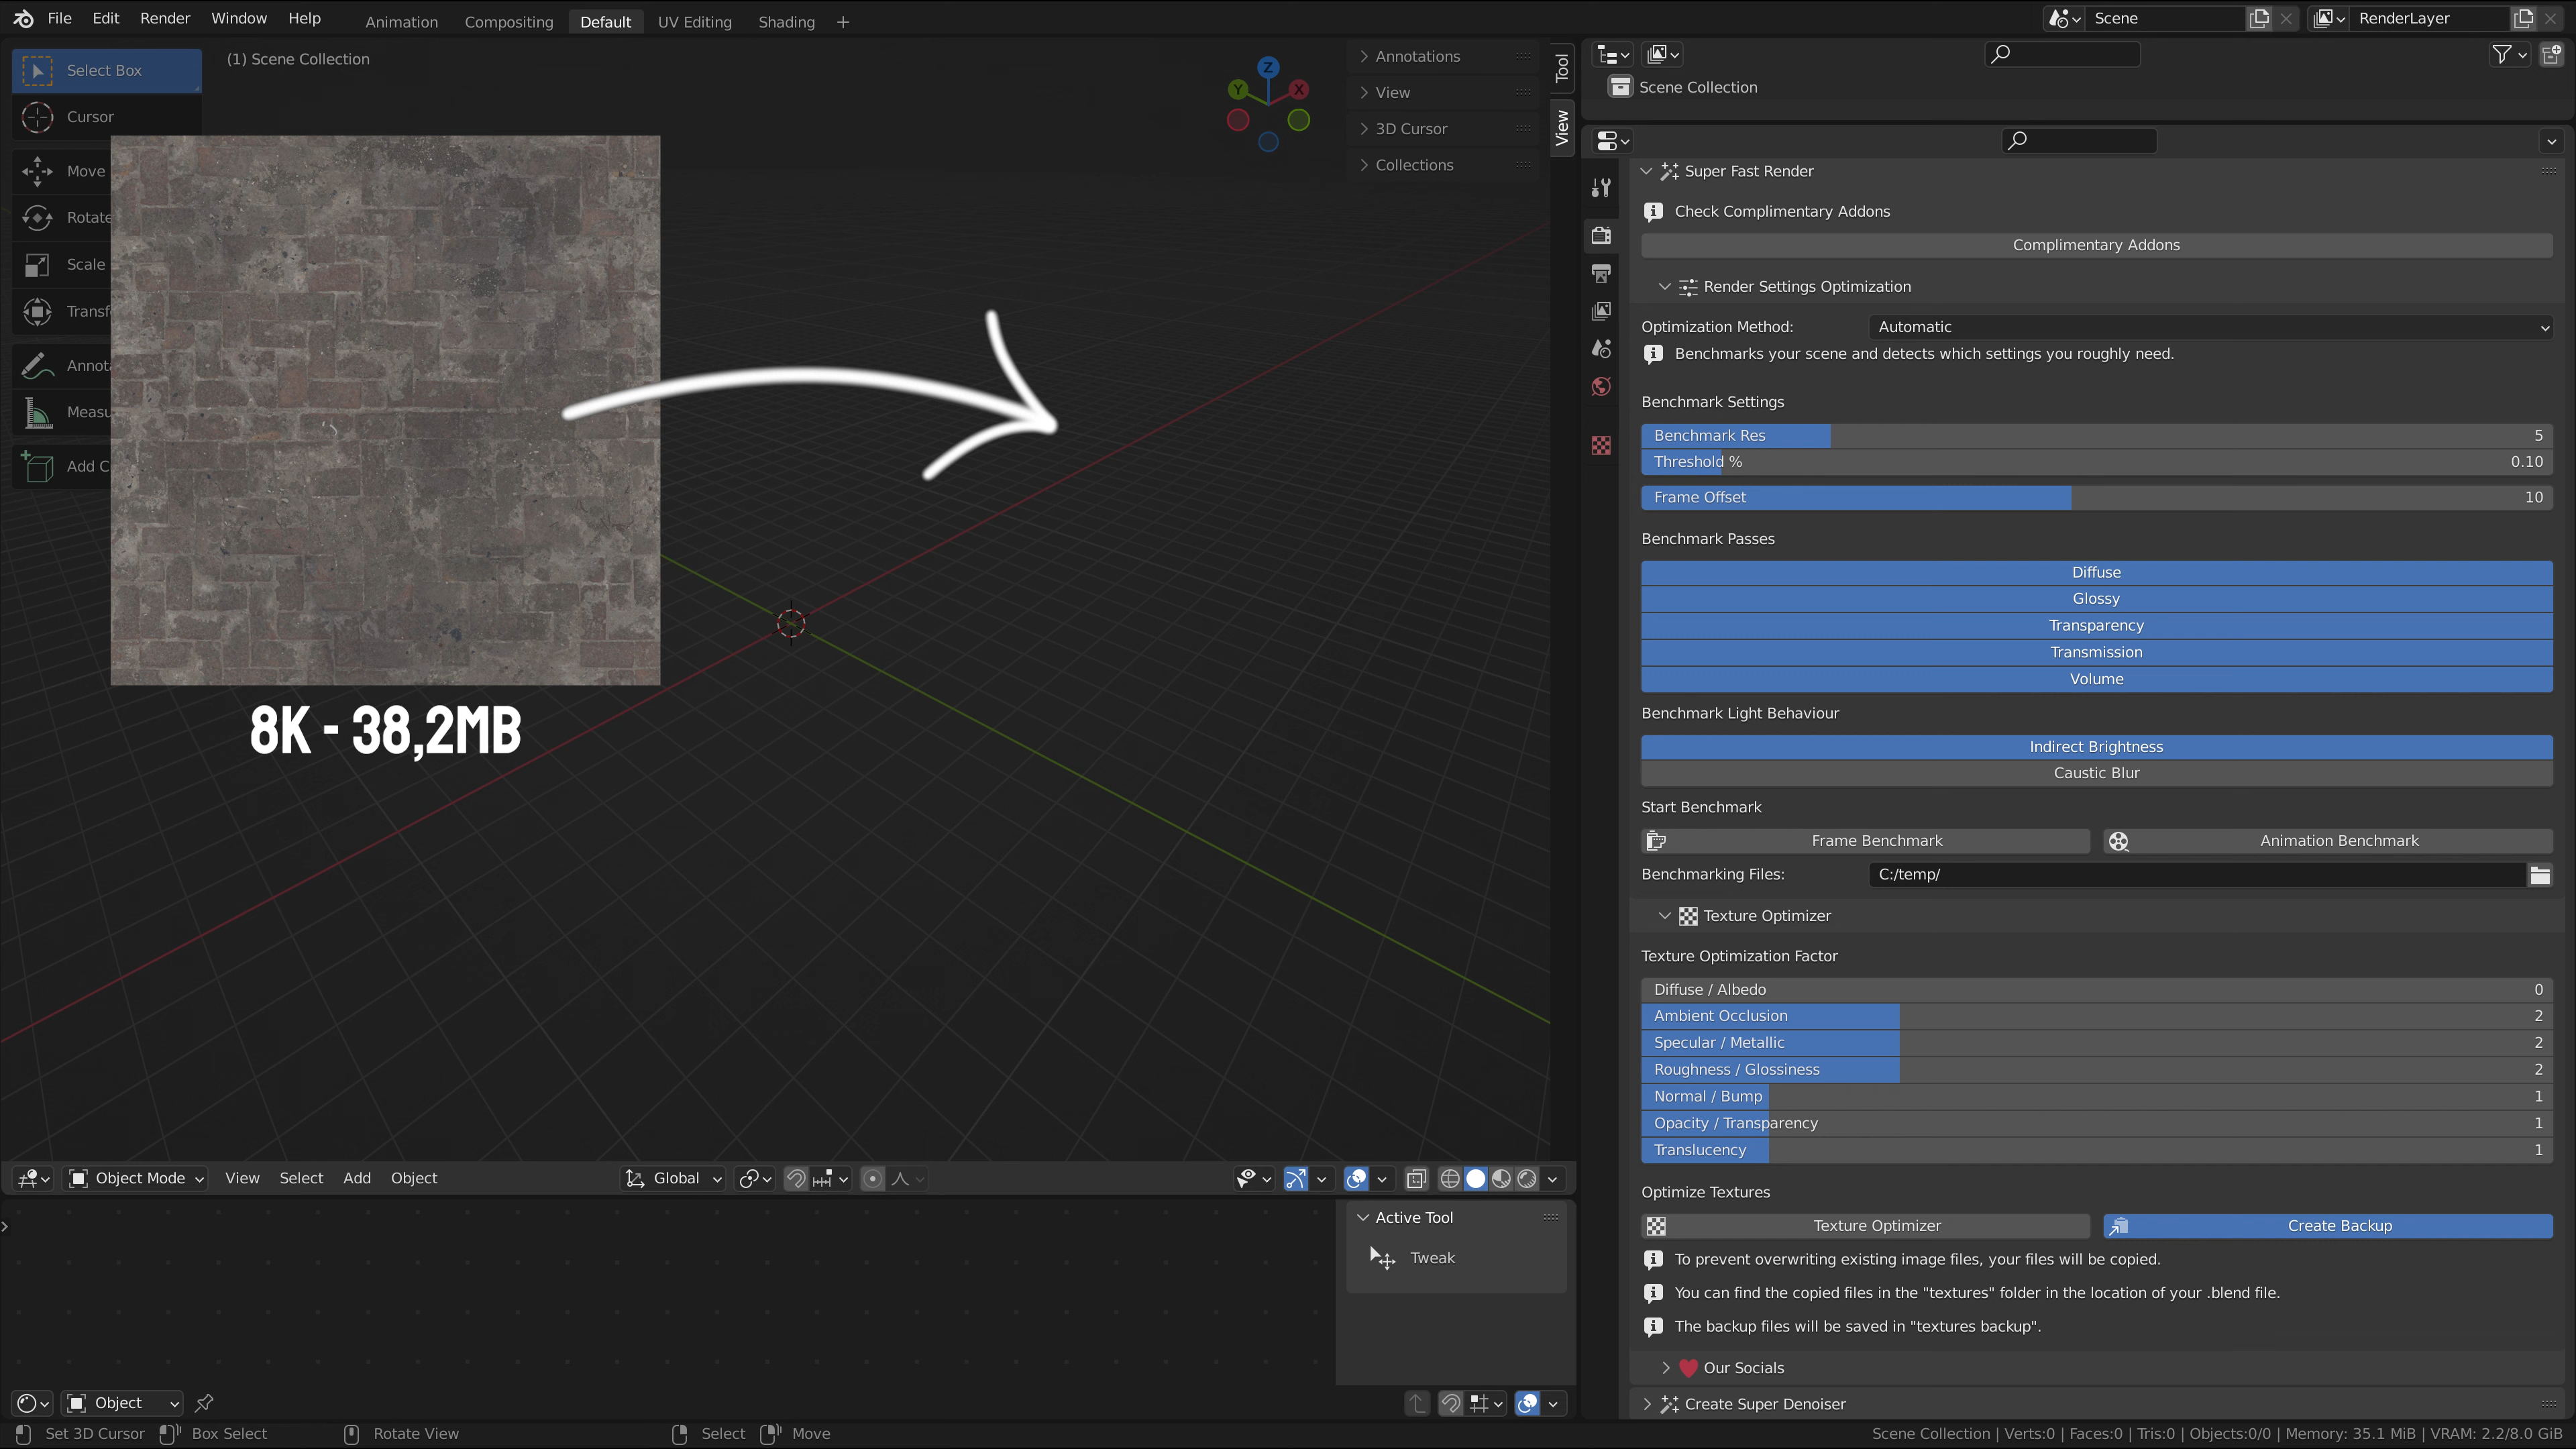 File Edit Render Window Help Animation Compositing Default UV Editing Shading + Scene RenderLayer
Select Box
(1) Scene Collection
Cursor
Move
Rotate
Scale
Transf
Annot
Measu
Add C
Z
Y
X
Annotations
View
3D Cursor
Collections
Tool
View
8K - 38,2MB
Object Mode View Select Add Object Global
Active Tool
Tweak
Object
Scene Collection
Super Fast Render
Check Complimentary Addons
Complimentary Addons
Render Settings Optimization
Optimization Method: Automatic
Benchmarks your scene and detects which settings you roughly need.
Benchmark Settings
Benchmark Res 5
Threshold % 0.10
Frame Offset 10
Benchmark Passes
Diffuse
Glossy
Transparency
Transmission
Volume
Benchmark Light Behaviour
Indirect Brightness
Caustic Blur
Start Benchmark
Frame Benchmark Animation Benchmark
Benchmarking Files: C:/temp/
Texture Optimizer
Texture Optimization Factor
Diffuse / Albedo 0
Ambient Occlusion 2
Specular / Metallic 2
Roughness / Glossiness 2
Normal / Bump 1
Opacity / Transparency 1
Translucency 1
Optimize Textures
Texture Optimizer Create Backup
To prevent overwriting existing image files, your files will be copied.
You can find the copied files in the "textures" folder in the location of your .blend file.
The backup files will be saved in "textures backup".
Our Socials
Create Super Denoiser
Set 3D Cursor Box Select Rotate View Select Move Scene Collection | Verts:0 | Faces:0 | Tris:0 | Objects:0/0 | Memory: 35.1 MiB | VRAM: 2.2/8.0 GiB